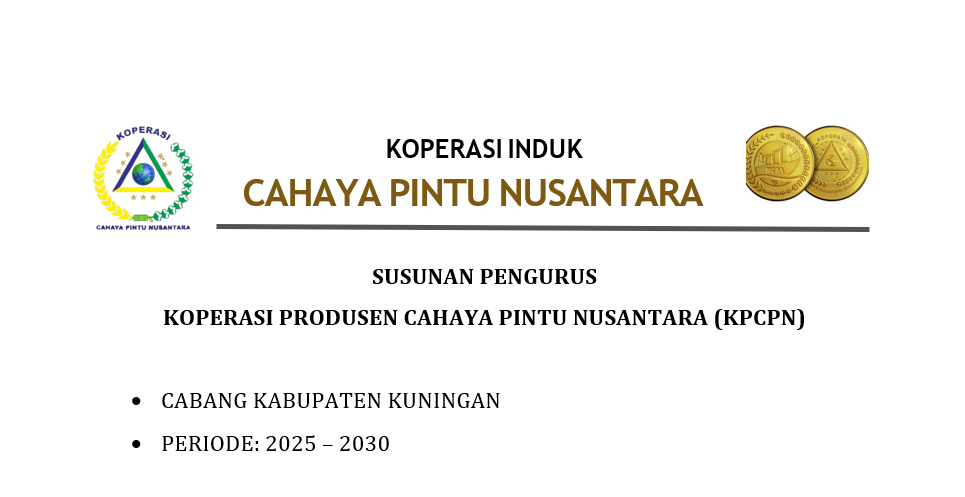 KOPERASI
CAHAYA PINTU NUSANTARA
KOPERASI INDUK
CAHAYA PINTU NUSANTARA
SUSUNAN PENGURUS
KOPERASI PRODUSEN CAHAYA PINTU NUSANTARA (KPCPN)
• CABANG KABUPATEN KUNINGAN
• PERIODE: 2025 – 2030